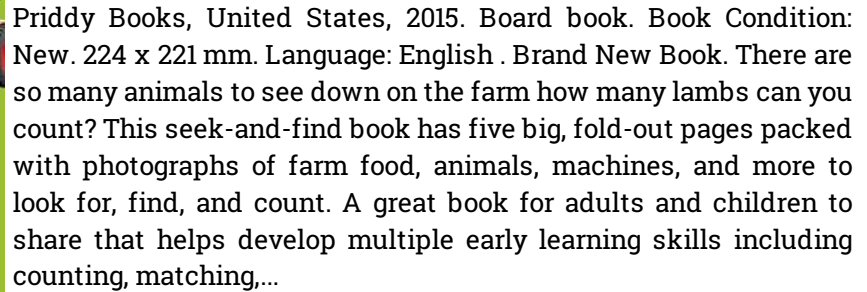 Priddy Books, United States, 2015. Board book. Book Condition:
New. 224 x 221 mm. Language: English . Brand New Book. There are
so many animals to see down on the farm how many lambs can you
count? This seek-and-find book has five big, fold-out pages packed
with photographs of farm food, animals, machines, and more to
look for, find, and count. A great book for adults and children to
share that helps develop multiple early learning skills including
counting, matching,...